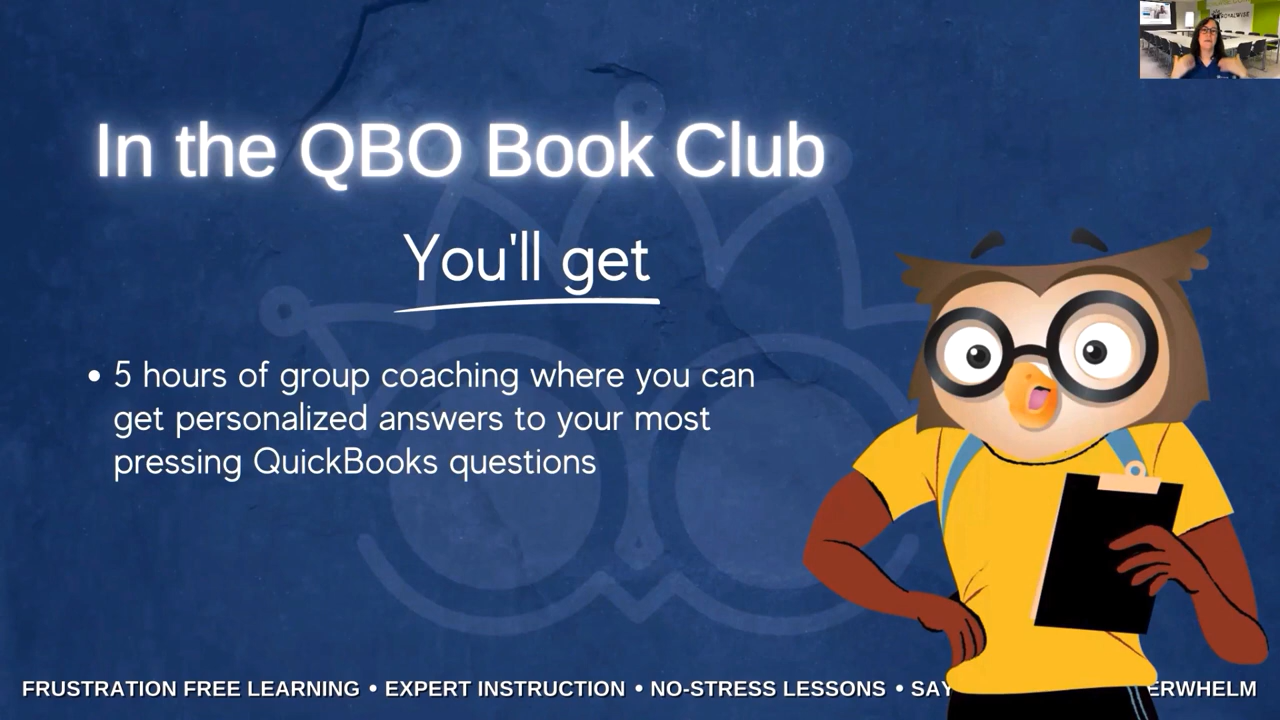 In the QBO Book Club
You'll get
• 5 hours of group coaching where you can
get personalized answers to your most
pressing QuickBooks questions
FRUSTRATION FREE LEARNING • EXPERT INSTRUCTION • NO-STRESS LESSONS • SAY